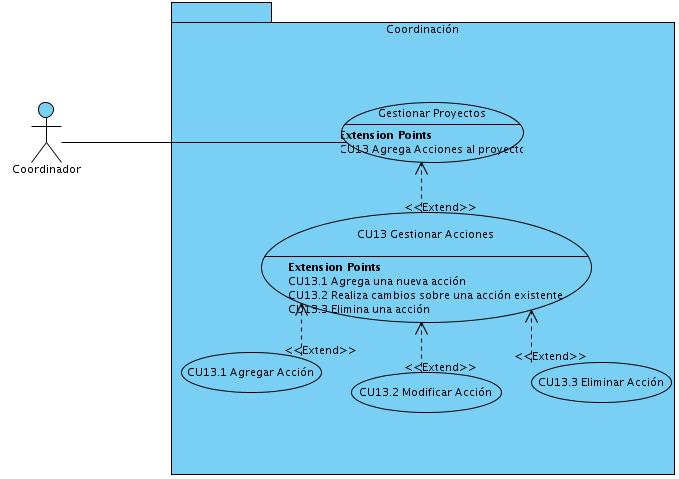 Coordinación
Gestionar Proyectos
Extension Points
CU13 Agrega Acciones al proyecto
Coordinador
<<Extend>>
CU13 Gestionar Acciones
Extension Points
CU13.1 Agrega una nueva acción
CU13.2 Realiza cambios sobre una acción existente
CU13.3 Elimina una acción
<<Extend>>
<<Extend>>
<<Extend>>
CU13.1 Agregar Acción
CU13.2 Modificar Acción
CU13.3 Eliminar Acción